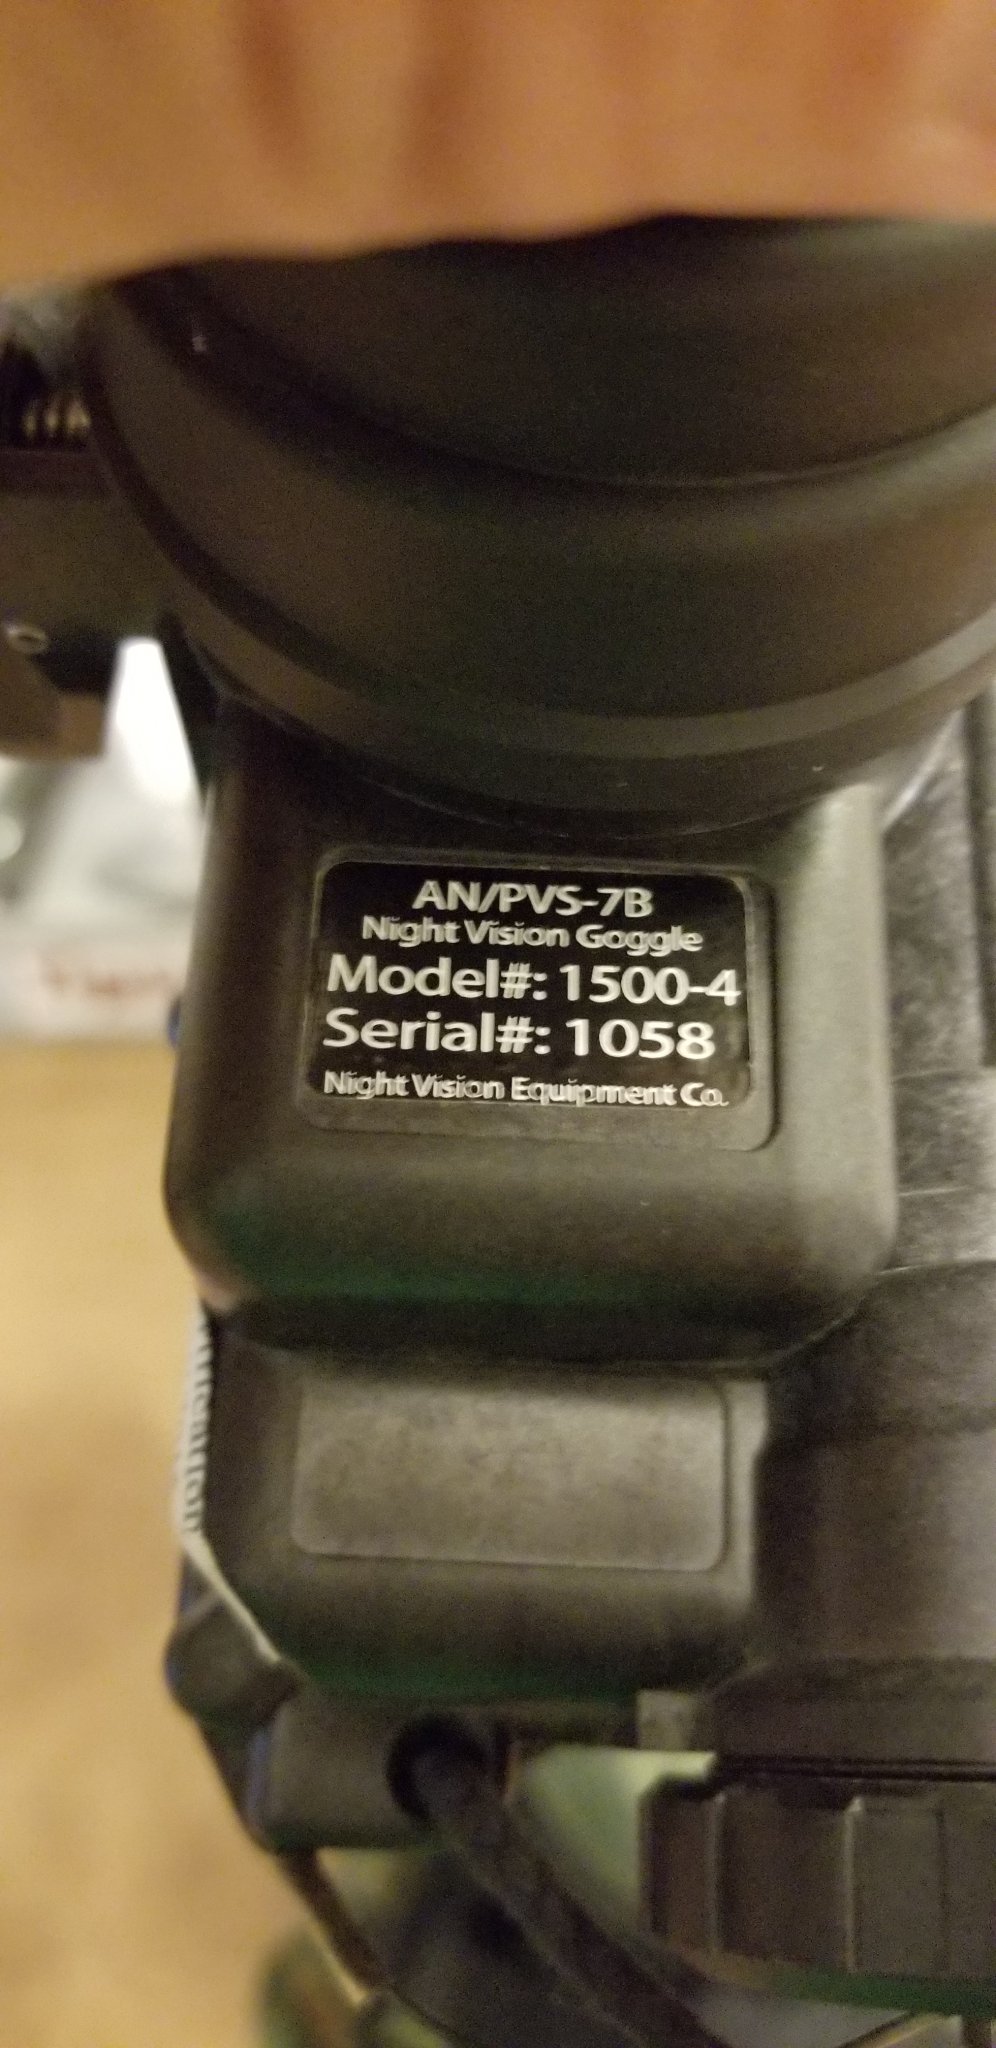 AN/PVS-7B
Night Vision Goggle
Model#: 1500-4
Serial#: 1058
Night Vision Equipment Co.